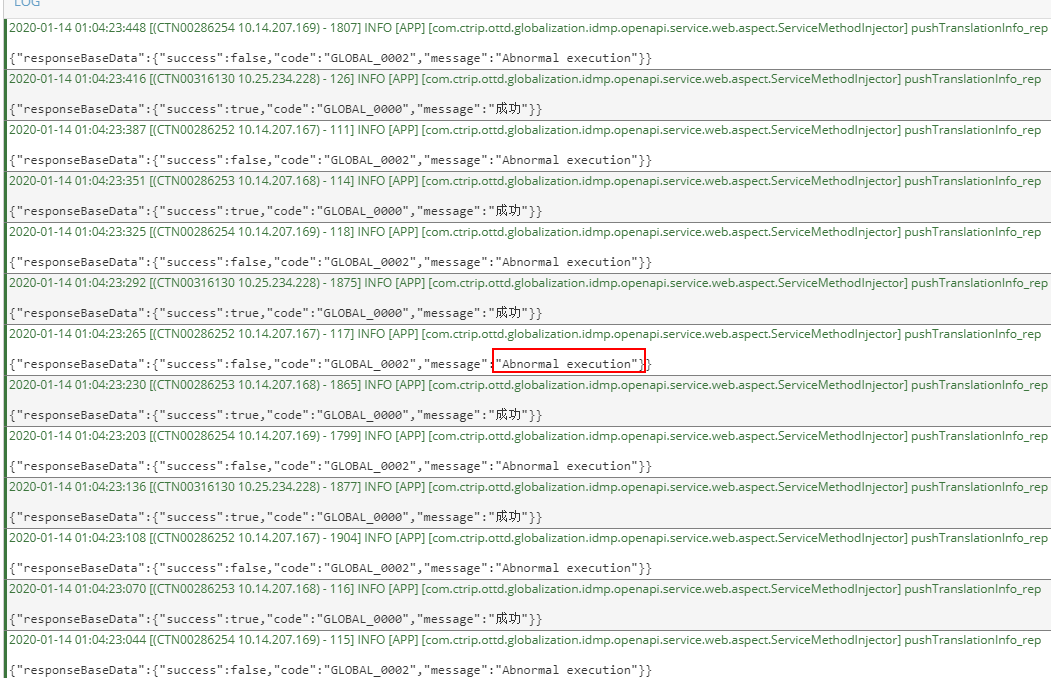 LOG
2020-01-14 01:04:23:448 [(CTN00286254 10.14.207.169) - 1807] INFO [APP] [com.ctrip.ottd.globalization.idmp.openapi.service.web.aspect.ServiceMethodInjector] pushTranslationInfo_rep
{"responseBaseData":{"success":false,"code":"GLOBAL_0002","message":"Abnormal execution"}}
2020-01-14 01:04:23:416 [(CTN00316130 10.25.234.228) - 126] INFO [APP] [com.ctrip.ottd.globalization.idmp.openapi.service.web.aspect.ServiceMethodInjector] pushTranslationInfo_rep
{"responseBaseData":{"success":true,"code":"GLOBAL_0000","message":"成功"}}
2020-01-14 01:04:23:387 [(CTN00286252 10.14.207.167) - 111] INFO [APP] [com.ctrip.ottd.globalization.idmp.openapi.service.web.aspect.ServiceMethodInjector] pushTranslationInfo_rep
{"responseBaseData":{"success":false,"code":"GLOBAL_0002","message":"Abnormal execution"}}
2020-01-14 01:04:23:351 [(CTN00286253 10.14.207.168) - 114] INFO [APP] [com.ctrip.ottd.globalization.idmp.openapi.service.web.aspect.ServiceMethodInjector] pushTranslationInfo_rep
{"responseBaseData":{"success":true,"code":"GLOBAL_0000","message":"成功"}}
2020-01-14 01:04:23:325 [(CTN00286254 10.14.207.169) - 118] INFO [APP] [com.ctrip.ottd.globalization.idmp.openapi.service.web.aspect.ServiceMethodInjector] pushTranslationInfo_rep
{"responseBaseData":{"success":false,"code":"GLOBAL_0002","message":"Abnormal execution"}}
2020-01-14 01:04:23:292 [(CTN00316130 10.25.234.228) - 1875] INFO [APP] [com.ctrip.ottd.globalization.idmp.openapi.service.web.aspect.ServiceMethodInjector] pushTranslationInfo_rep
{"responseBaseData":{"success":true,"code":"GLOBAL_0000","message":"成功"}}
2020-01-14 01:04:23:265 [(CTN00286252 10.14.207.167) - 117] INFO [APP] [com.ctrip.ottd.globalization.idmp.openapi.service.web.aspect.ServiceMethodInjector] pushTranslationInfo_rep
{"responseBaseData":{"success":false,"code":"GLOBAL_0002","message":"Abnormal execution"}}
2020-01-14 01:04:23:230 [(CTN00286253 10.14.207.168) - 1865] INFO [APP] [com.ctrip.ottd.globalization.idmp.openapi.service.web.aspect.ServiceMethodInjector] pushTranslationInfo_rep
{"responseBaseData":{"success":true,"code":"GLOBAL_0000","message":"成功"}}
2020-01-14 01:04:23:203 [(CTN00286254 10.14.207.169) - 1799] INFO [APP] [com.ctrip.ottd.globalization.idmp.openapi.service.web.aspect.ServiceMethodInjector] pushTranslationInfo_rep
{"responseBaseData":{"success":false,"code":"GLOBAL_0002","message":"Abnormal execution"}}
2020-01-14 01:04:23:136 [(CTN00316130 10.25.234.228) - 1877] INFO [APP] [com.ctrip.ottd.globalization.idmp.openapi.service.web.aspect.ServiceMethodInjector] pushTranslationInfo_rep
{"responseBaseData":{"success":true,"code":"GLOBAL_0000","message":"成功"}}
2020-01-14 01:04:23:108 [(CTN00286252 10.14.207.167) - 1904] INFO [APP] [com.ctrip.ottd.globalization.idmp.openapi.service.web.aspect.ServiceMethodInjector] pushTranslationInfo_rep
{"responseBaseData":{"success":false,"code":"GLOBAL_0002","message":"Abnormal execution"}}
2020-01-14 01:04:23:070 [(CTN00286253 10.14.207.168) - 116] INFO [APP] [com.ctrip.ottd.globalization.idmp.openapi.service.web.aspect.ServiceMethodInjector] pushTranslationInfo_rep
{"responseBaseData":{"success":true,"code":"GLOBAL_0000","message":"成功"}}
2020-01-14 01:04:23:044 [(CTN00286254 10.14.207.169) - 115] INFO [APP] [com.ctrip.ottd.globalization.idmp.openapi.service.web.aspect.ServiceMethodInjector] pushTranslationInfo_rep
{"responseBaseData":{"success":false,"code":"GLOBAL_0002","message":"Abnormal execution"}}